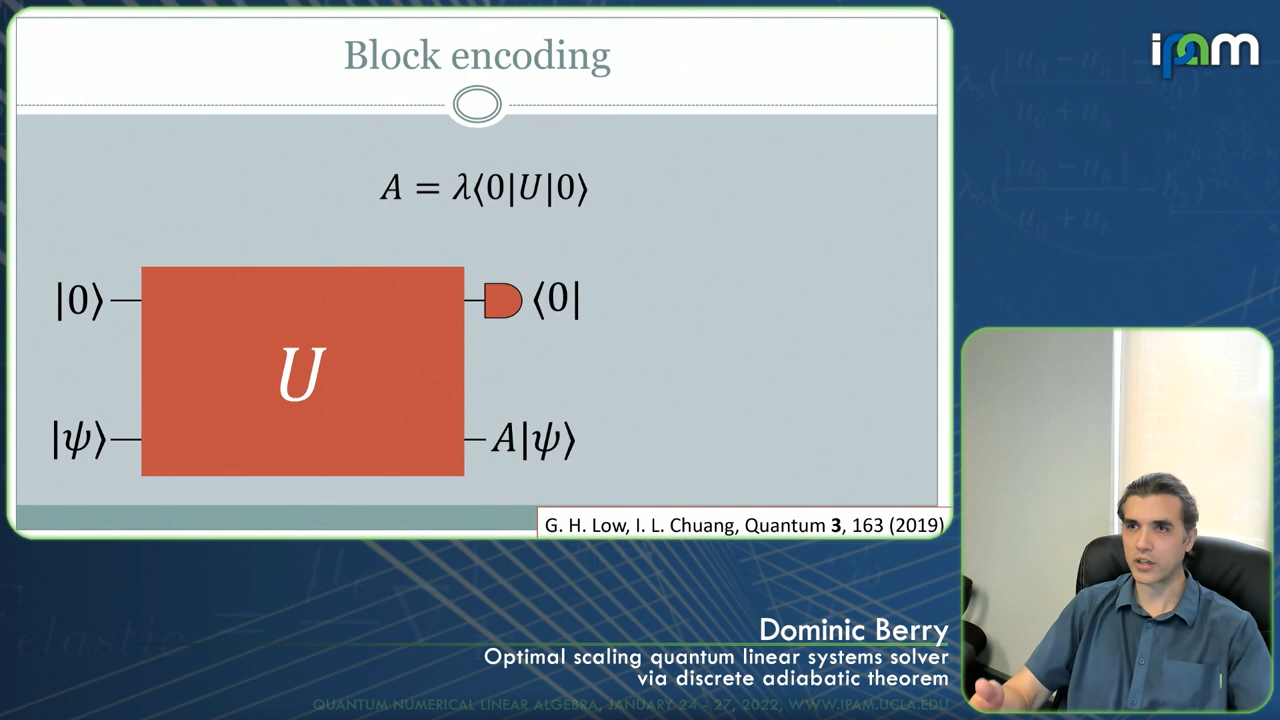 Block encoding
ipam
A = λ⟨0|U|0⟩
|0⟩
⟨0|
U
|ψ⟩
A|ψ⟩
G. H. Low, I. L. Chuang, Quantum 3, 163 (2019)
Dominic Berry
Optimal scaling quantum linear systems solver
via discrete adiabatic theorem
QUANTUM NUMERICAL LINEAR ALGEBRA, JANUARY 24 - 27, 2022, WWW.IPAM.UCLA.EDU
elastic